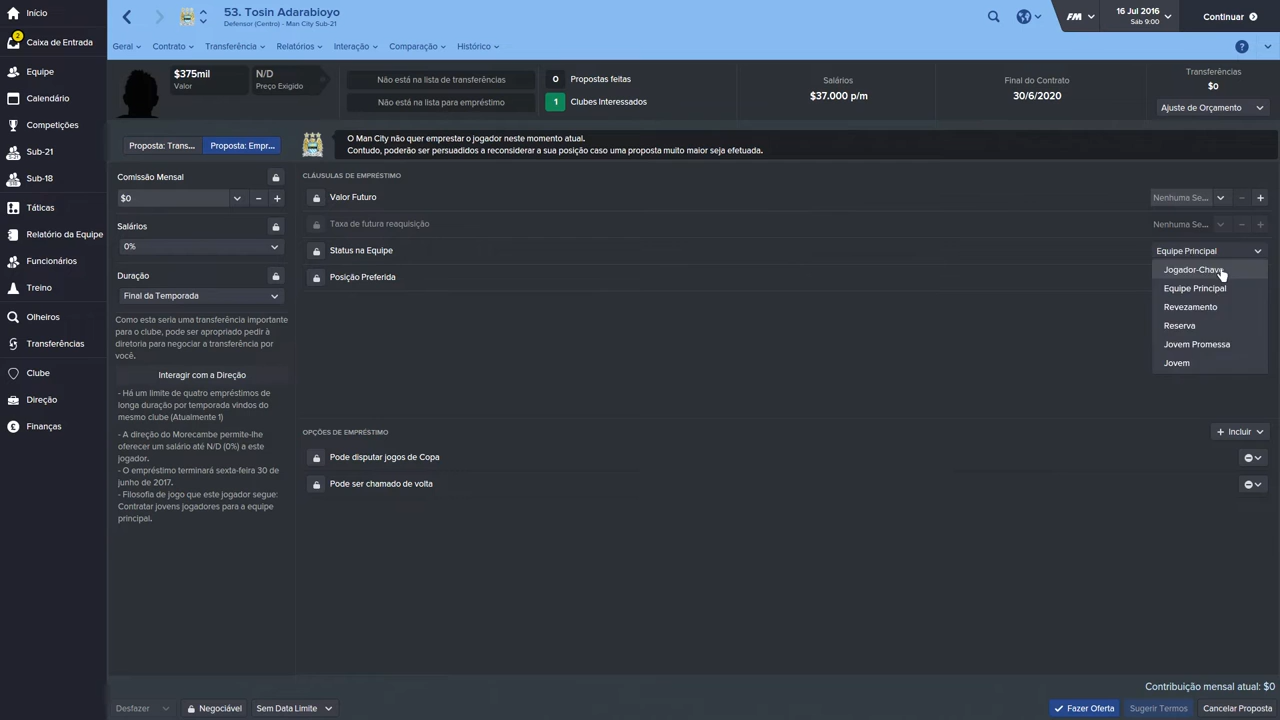 Início
2
Caixa de Entrada
Equipe
Calendário
Competições
S-21
Sub-21
S18
Sub-18
Táticas
Relatório da Equipe
Funcionários
Treino
Olheiros
Transferências
Clube
Direção
Finanças
53. Tosin Adarabioyo
Defensor (Centro) - Man City Sub-21
FM
16 Jul 2016
Sáb 9:00
Continuar
Geral
Contrato
Transferência
Relatórios
Interação
Comparação
Histórico
?
$375mil
Valor
N/D
Preço Exigido
Não está na lista de transferências
Não está na lista para empréstimo
0 Propostas feitas
1 Clubes Interessados
Salários
$37.000 p/m
Final do Contrato
30/6/2020
Transferências
$0
Ajuste de Orçamento
Proposta: Trans...
Proposta: Empr...
O Man City não quer emprestar o jogador neste momento atual.
Contudo, poderão ser persuadidos a reconsiderar a sua posição caso uma proposta muito maior seja efetuada.
Comissão Mensal
$0
Salários
0%
Duração
Final da Temporada
Como esta seria uma transferência
importante para o clube, pode ser apropriado pedir à
diretoria para negociar a transferência por
você.
Interagir com a Direção
- Há um limite de quatro empréstimos de
longa duração por temporada vindos do
mesmo clube (Atualmente 1)
- A direção do Morecambe permite-lhe
oferecer um salário até N/D (0%) a este
jogador.
- O empréstimo terminará sexta-feira 30 de
junho de 2017.
- Filosofia de jogo que este jogador segue:
Contratar jovens jogadores para a equipe
principal.
CLÁUSULAS DE EMPRÉSTIMO
Valor Futuro
Nenhuma Se...
Taxa de futura reaquisição
Nenhuma Se...
Status na Equipe
Equipe Principal
Jogador-Chave
Equipe Principal
Revezamento
Reserva
Jovem Promessa
Jovem
Posição Preferida
OPÇÕES DE EMPRÉSTIMO
Incluir
Pode disputar jogos de Copa
Pode ser chamado de volta
Contribuição mensal atual: $0
Desfazer
Negociável
Sem Data Limite
Fazer Oferta
Sugerir Termos
Cancelar Proposta